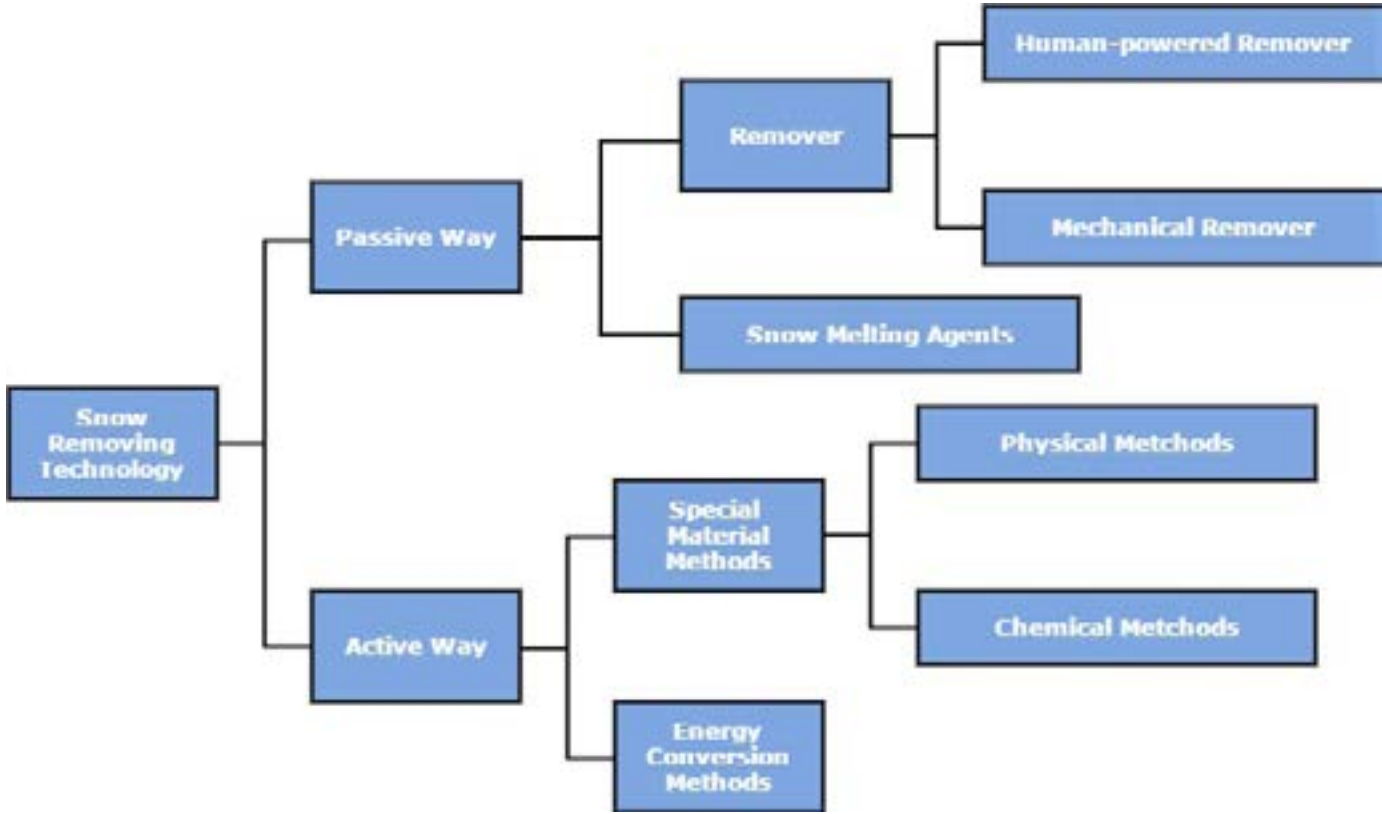 Human-powered Remover
Remover
Mechanical Remover
Passive Way
Snow Melting Agents
Snow
Removing
Technology
Physical Metchods
Special
Material
Methods
Chemical Metchods
Active Way
Energy
Conversion
Methods